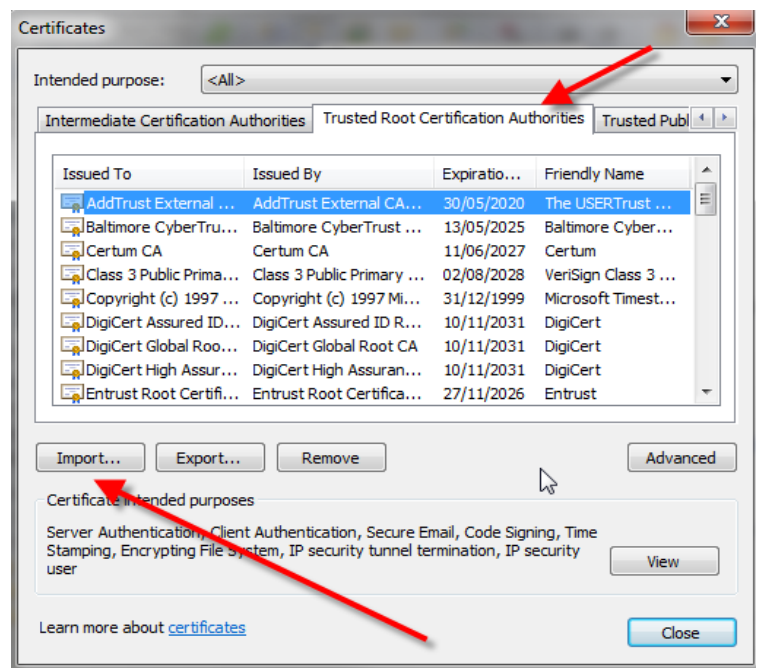 Certificates
Intended purpose: <All>
Intermediate Certification Authorities Trusted Root Certification Authorities Trusted Publ
Issued To Issued By Expiratio... Friendly Name
AddTrust External ... AddTrust External CA... 30/05/2020 The USERTrust ...
Baltimore CyberTru... Baltimore CyberTrust ... 13/05/2025 Baltimore Cyber...
Certum CA Certum CA 11/06/2027 Certum
Class 3 Public Prima... Class 3 Public Primary ... 02/08/2028 VeriSign Class 3 ...
Copyright (c) 1997 ... Copyright (c) 1997 Mi... 31/12/1999 Microsoft Timest...
DigiCert Assured ID... DigiCert Assured ID R... 10/11/2031 DigiCert
DigiCert Global Roo... DigiCert Global Root CA 10/11/2031 DigiCert
DigiCert High Assur... DigiCert High Assuran... 10/11/2031 DigiCert
Entrust Root Certifi... Entrust Root Certifica... 27/11/2026 Entrust
Import... Export... Remove Advanced
Certificate intended purposes
Server Authentication, Client Authentication, Secure Email, Code Signing, Time
Stamping, Encrypting File System, IP security tunnel termination, IP security
user
View
Learn more about certificates
Close